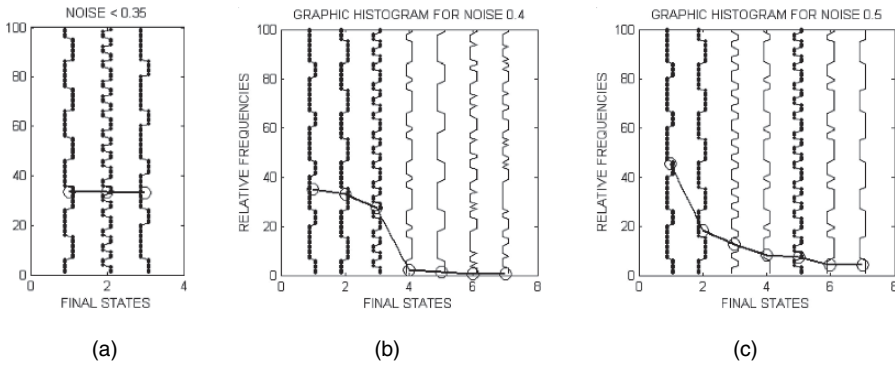 NOISE < 0.35
100
80
60
40
20
0
0 2 4
FINAL STATES
(a)
GRAPHIC HISTOGRAM FOR NOISE 0.4
RELATIVE FREQUENCIES
100
80
60
40
20
0
0 2 4 6 8
FINAL STATES
(b)
GRAPHIC HISTOGRAM FOR NOISE 0.5
RELATIVE FREQUENCIES
100
80
60
40
20
0
0 2 4 6 8
FINAL STATES
(c)